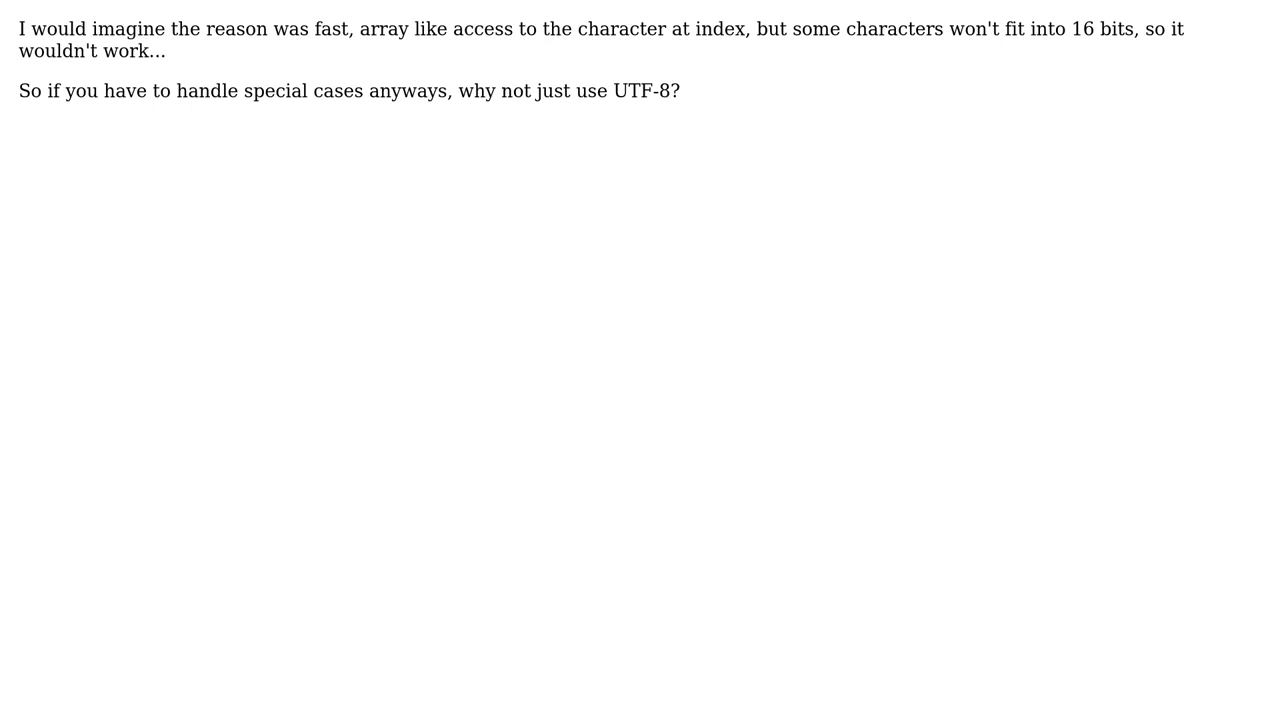 I would imagine the reason was fast, array like access to the character at index, but some characters won't fit into 16 bits, so it
wouldn't work...
So if you have to handle special cases anyways, why not just use UTF-8?